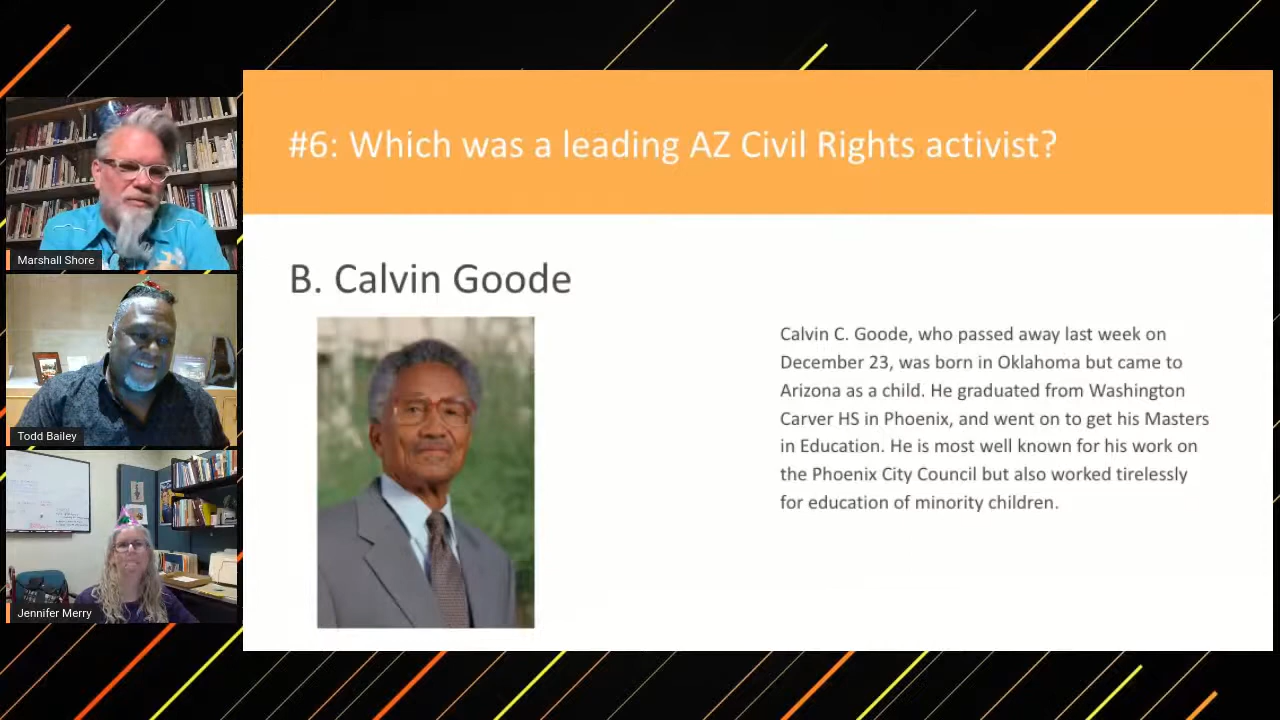 #6: Which was a leading AZ Civil Rights activist?
B. Calvin Goode
Calvin C. Goode, who passed away last week on
December 23, was born in Oklahoma but came to
Arizona as a child. He graduated from Washington
Carver HS in Phoenix, and went on to get his Masters
in Education. He is most well known for his work on
the Phoenix City Council but also worked tirelessly
for education of minority children.
Marshall Shore
Todd Bailey
Jennifer Merry